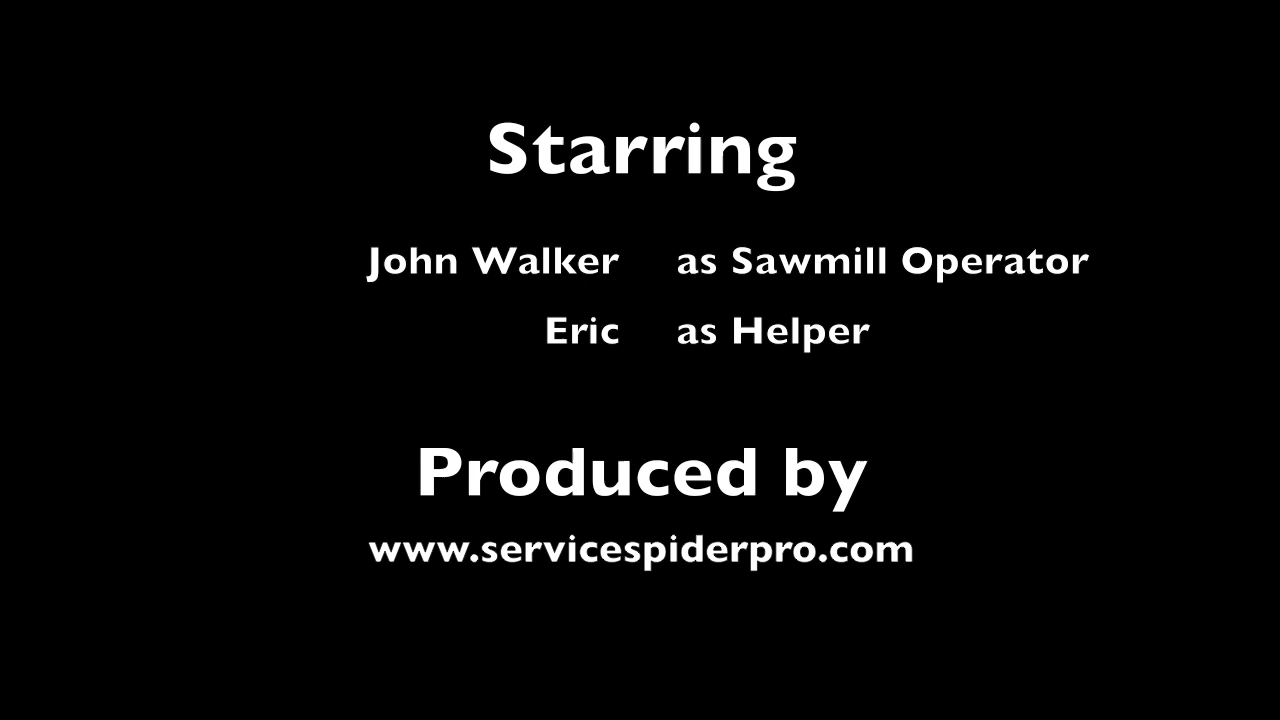 Starring
John Walker as Sawmill Operator
Eric as Helper
Produced by
www.servicespiderpro.com